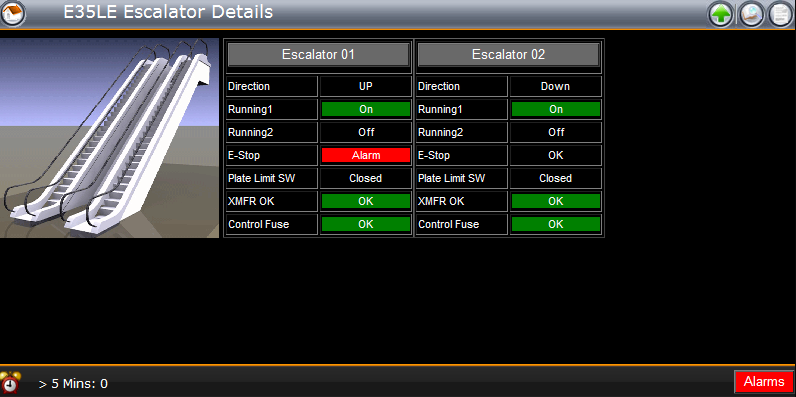 E35LE Escalator Details
Escalator 01 Escalator 02
Direction UP Direction Down
Running1 On Running1 On
Running2 Off Running2 Off
E-Stop Alarm E-Stop OK
Plate Limit SW Closed Plate Limit SW Closed
XMFR OK OK XMFR OK OK
Control Fuse OK Control Fuse OK
> 5 Mins: 0 Alarms